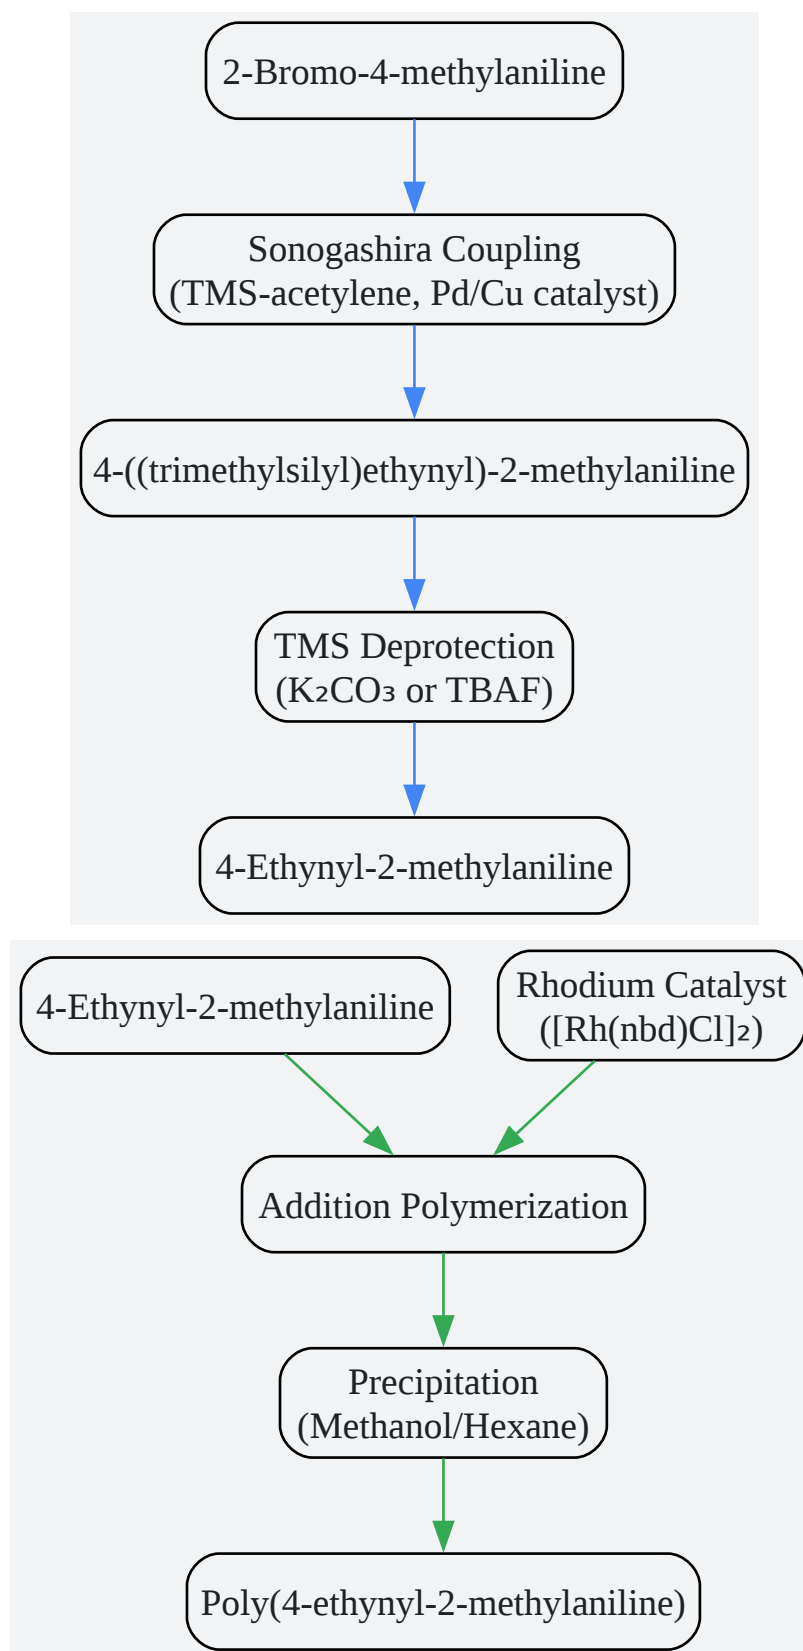 2-Bromo-4-methylaniline
Sonogashira Coupling
(TMS-acetylene, Pd/Cu catalyst)
4-((trimethylsilyl)ethynyl)-2-methylaniline
TMS Deprotection
(K₂CO₃ or TBAF)
4-Ethynyl-2-methylaniline
4-Ethynyl-2-methylaniline
Rhodium Catalyst
([Rh(nbd)Cl]₂)
Addition Polymerization
Precipitation
(Methanol/Hexane)
Poly(4-ethynyl-2-methylaniline)